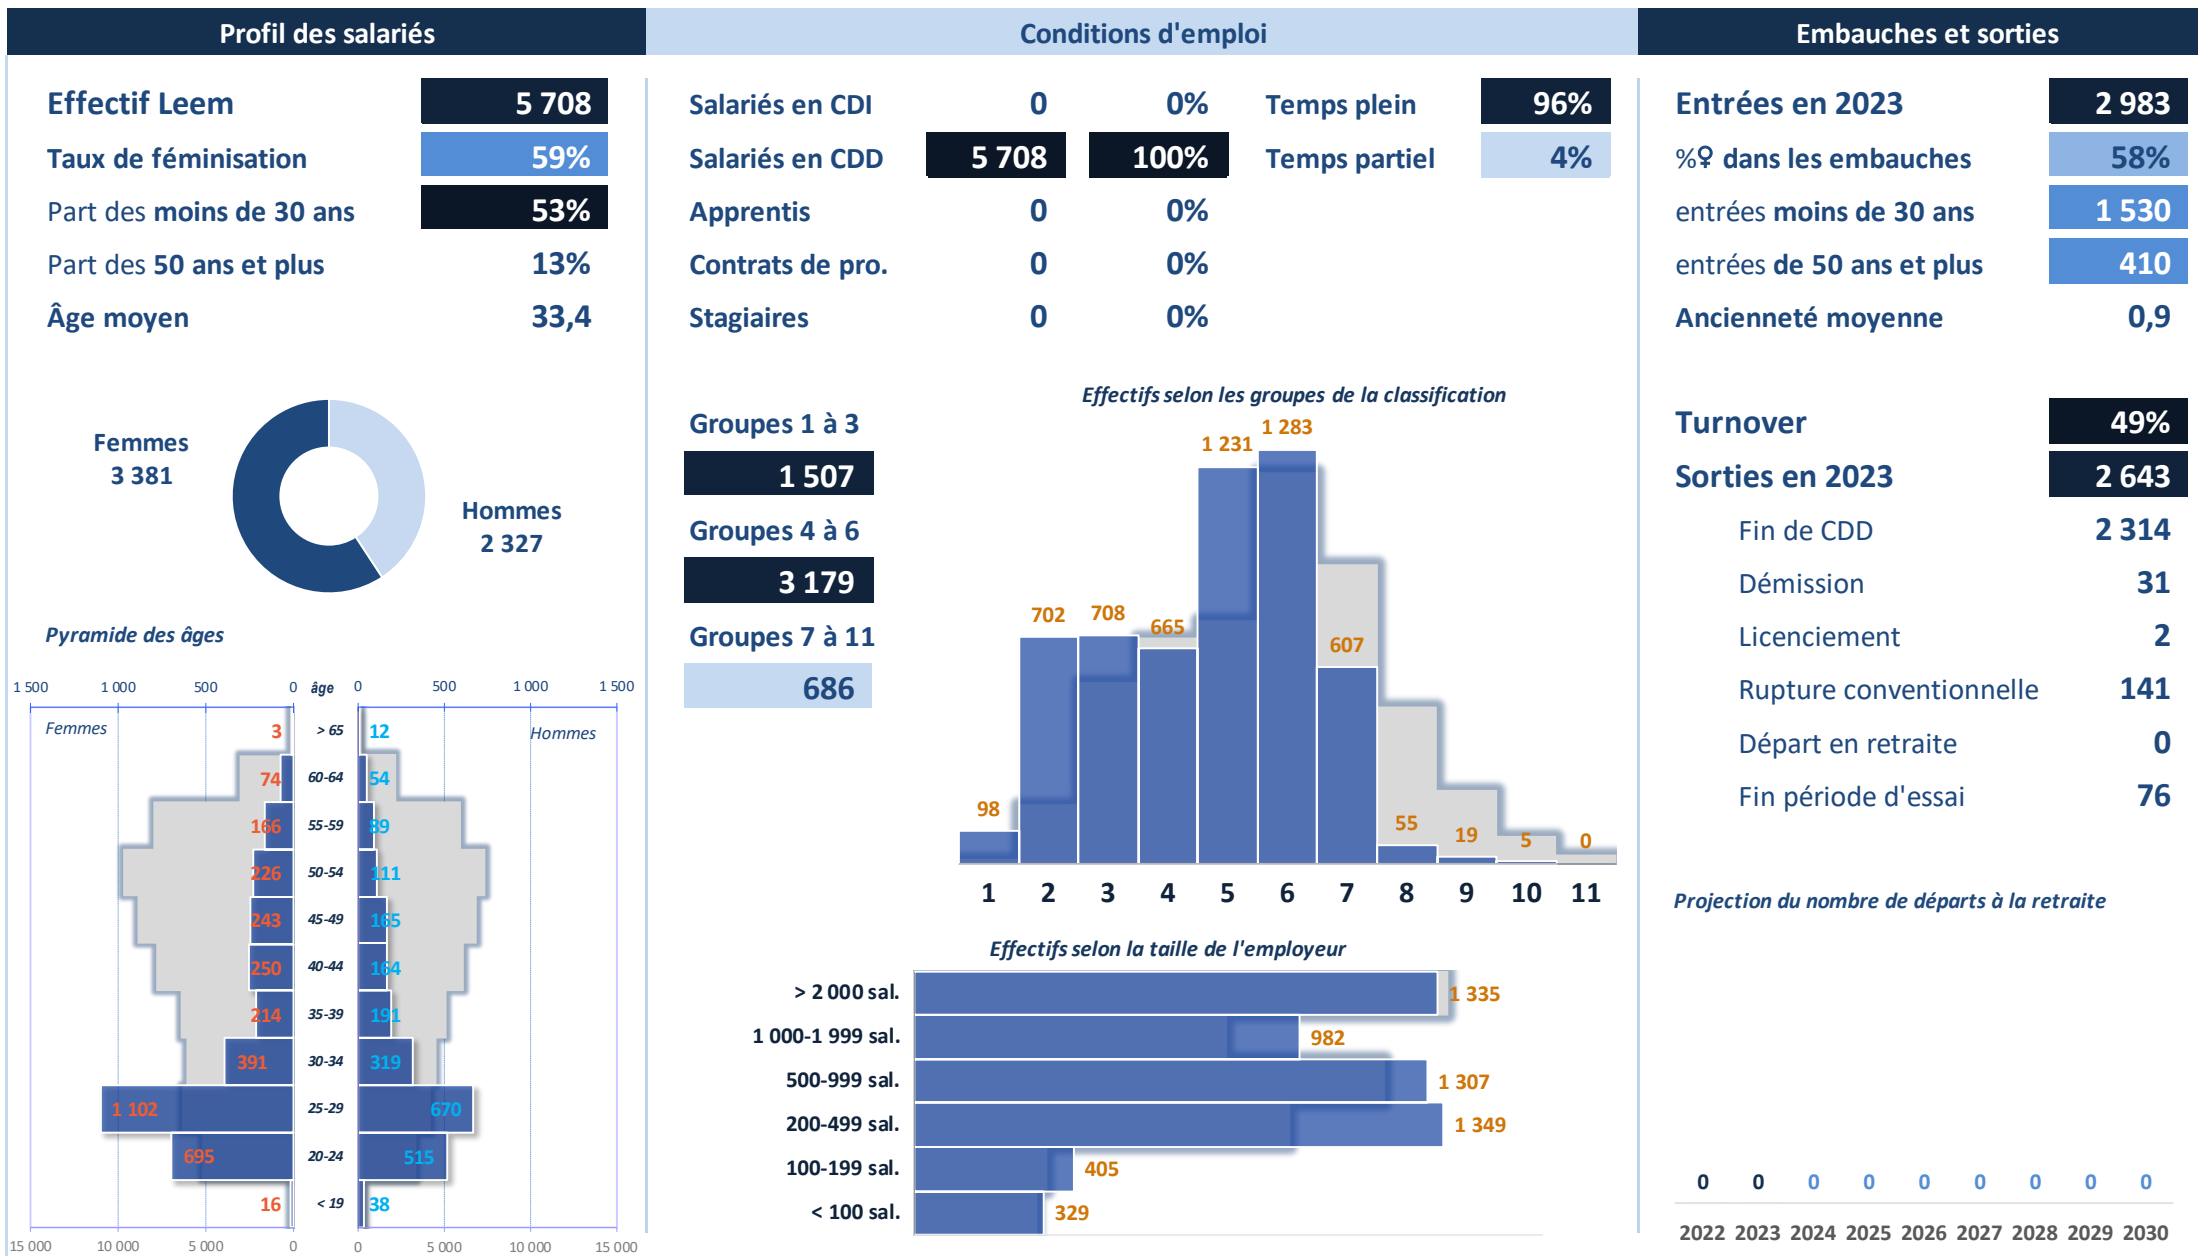 Profil des salariés
Effectif Leem 5 708
Taux de féminisation 59%
Part des moins de 30 ans 53%
Part des 50 ans et plus 13%
Âge moyen 33,4
Femmes
3 381
Hommes
2 327
Pyramide des âges
1 500 1 000 500 0 âge 0 500 1 000 1 500
Femmes Hommes
3 > 65 12
74 60-64 54
166 55-59 89
226 50-54 111
243 45-49 165
250 40-44 164
214 35-39 191
391 30-34 319
1 102 25-29 670
695 20-24 515
16 < 19 38
15 000 10 000 5 000 0 0 5 000 10 000 15 000
Conditions d'emploi
Salariés en CDI 0 0% Temps plein 96%
Salariés en CDD 5 708 100% Temps partiel 4%
Apprentis 0 0%
Contrats de pro. 0 0%
Stagiaires 0 0%
Groupes 1 à 3
1 507
Groupes 4 à 6
3 179
Groupes 7 à 11
686
Effectifs selon les groupes de la classification
98 702 708 665 1 231 1 283 607 55 19 5 0
1 2 3 4 5 6 7 8 9 10 11
Effectifs selon la taille de l'employeur
> 2 000 sal. 1 335
1 000-1 999 sal. 982
500-999 sal. 1 307
200-499 sal. 1 349
100-199 sal. 405
< 100 sal. 329
Embauches et sorties
Entrées en 2023 2 983
%♀ dans les embauches 58%
entrées moins de 30 ans 1 530
entrées de 50 ans et plus 410
Ancienneté moyenne 0,9
Turnover 49%
Sorties en 2023 2 643
Fin de CDD 2 314
Démission 31
Licenciement 2
Rupture conventionnelle 141
Départ en retraite 0
Fin période d'essai 76
Projection du nombre de départs à la retraite
0 0 0 0 0 0 0 0 0
2022 2023 2024 2025 2026 2027 2028 2029 2030